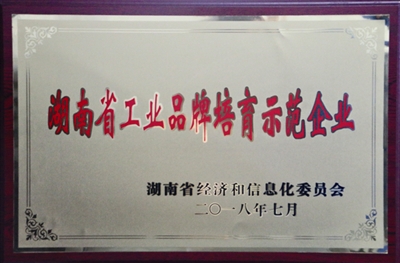 湖南省工业品牌培育示范企业
湖南省经济和信息化委员会
二〇一八年七月